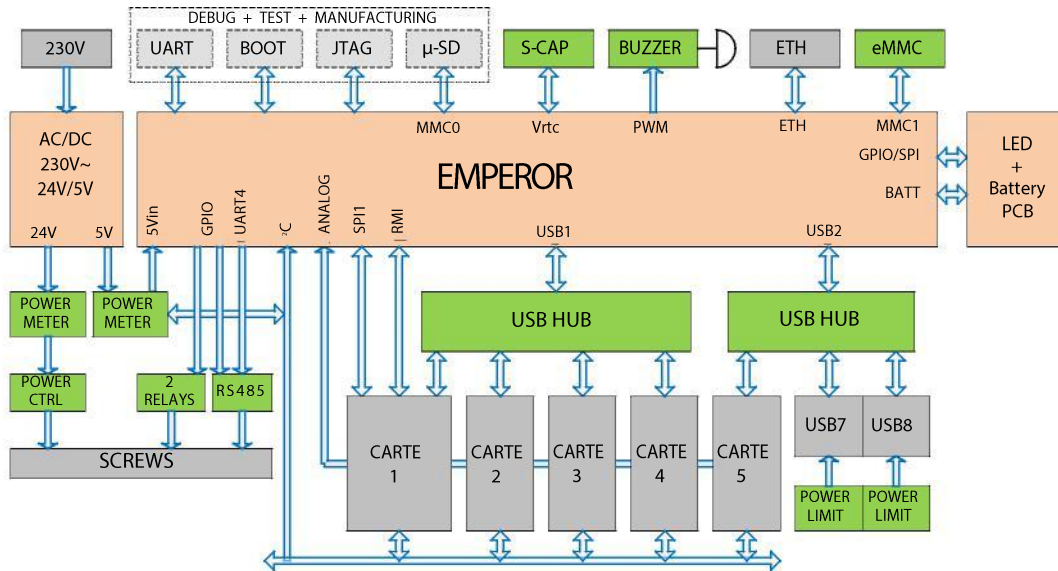 DEBUG + TEST + MANUFACTURING
230V
UART
BOOT
JTAG
µ-SD
S-CAP
BUZZER
ETH
eMMC
AC/DC
230V~
24V/5V
24V
5V
MMC0
Vrtc
PWM
ETH
MMC1
GPIO/SPI
BATT
EMPEROR
5Vin
GPIO
UART4
²C
ANALOG
SPI1
RMI
USB1
USB2
LED
+
Battery
PCB
POWER
METER
POWER
METER
USB HUB
USB HUB
POWER
CTRL
2
RELAYS
RS485
SCREWS
CARTE
1
CARTE
2
CARTE
3
CARTE
4
CARTE
5
USB7
USB8
POWER
LIMIT
POWER
LIMIT